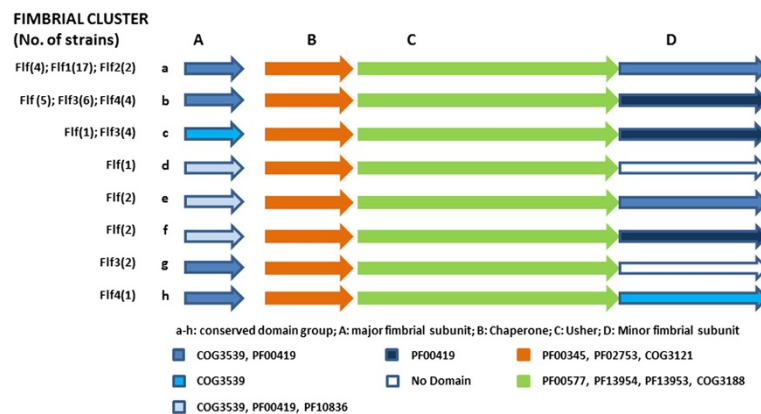 FIMBRIAL CLUSTER
(No. of strains) A B C D
Flf(4); Flf1(17); Flf2(2) a
Flf (5); Flf3(6); Flf4(4) b
Flf(1); Flf3(4) c
Flf(1) d
Flf(2) e
Flf(2) f
Flf3(2) g
Flf4(1) h
a-h: conserved domain group; A: major fimbrial subunit; B: Chaperone; C: Usher; D: Minor fimbrial subunit
COG3539, PF00419 PF00419 PF00345, PF02753, COG3121
COG3539 No Domain PF00577, PF13954, PF13953, COG3188
COG3539, PF00419, PF10836